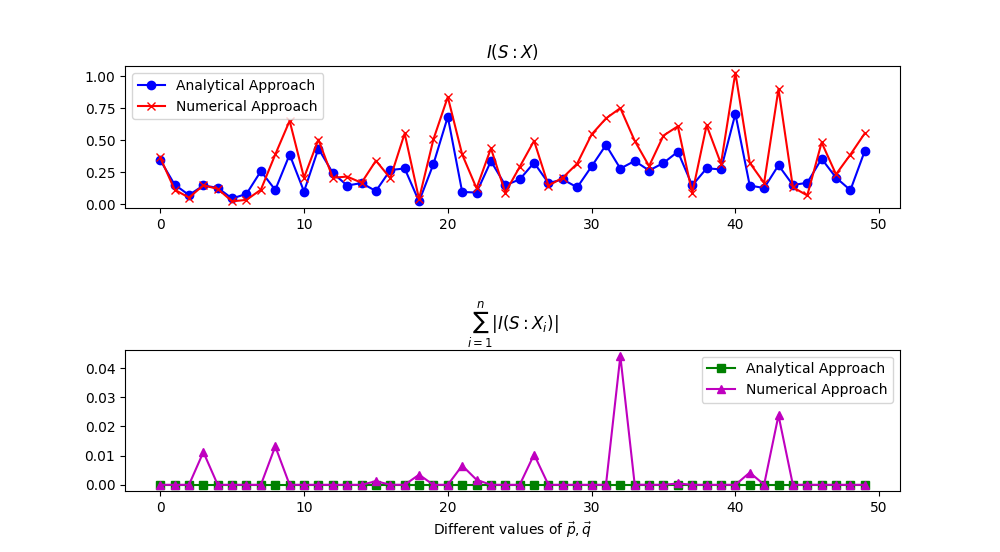 I(S : X)
1.00
0.75
0.50
0.25
0.00
Analytical Approach
Numerical Approach
0 10 20 30 40 50
n
∑ |I(S : Xᵢ)|
i = 1
0.04
0.03
0.02
0.01
0.00
Analytical Approach
Numerical Approach
0 10 20 30 40 50
Different values of p⃗, q⃗